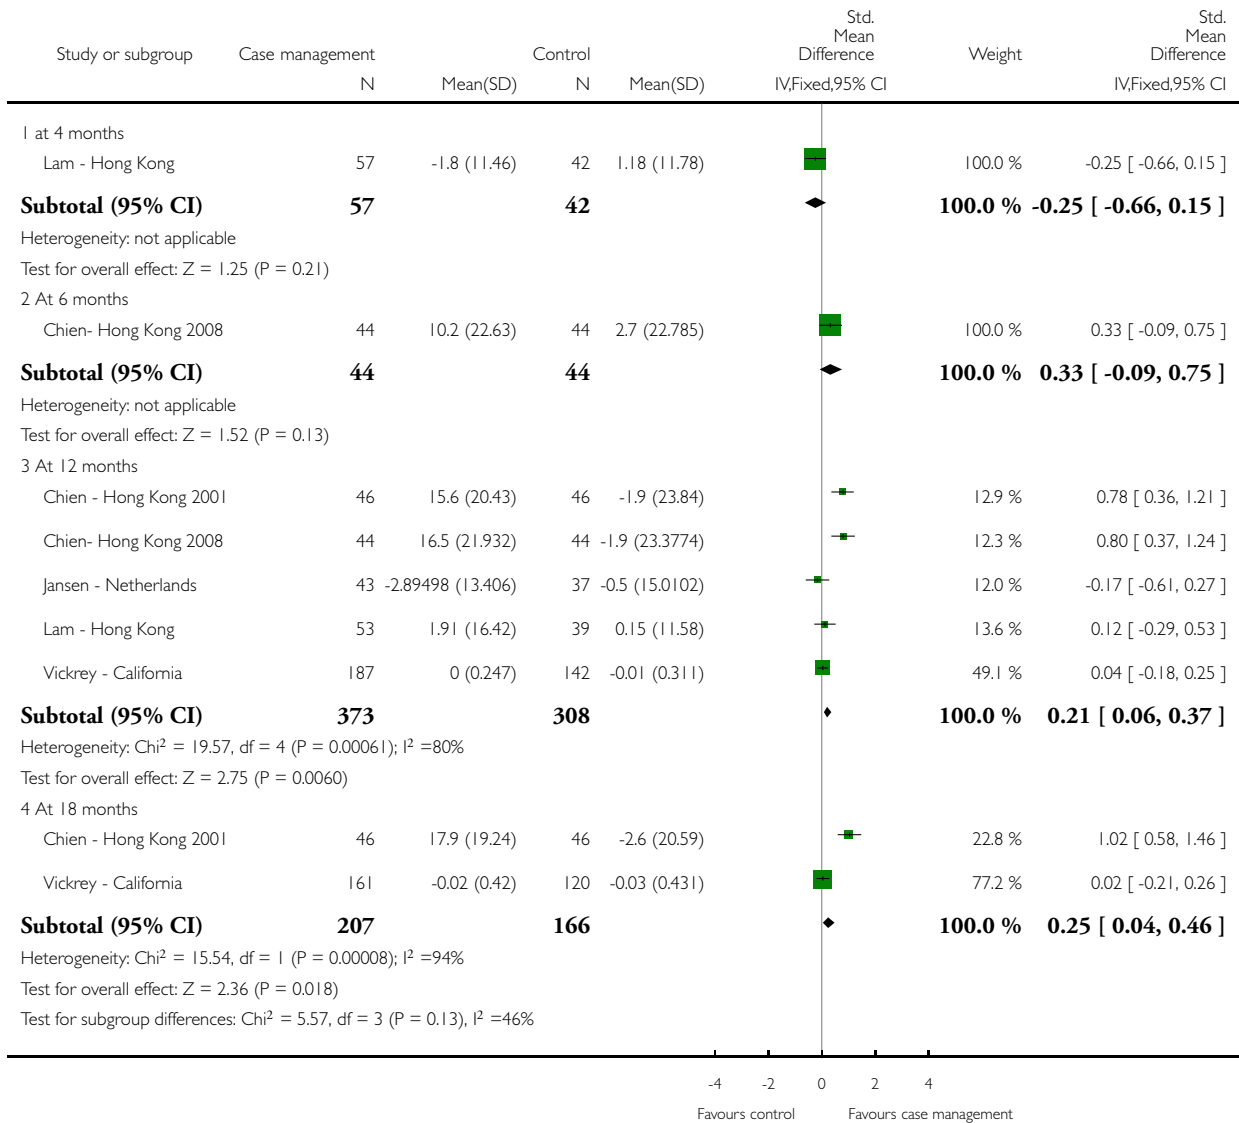 Std. Mean Difference Std. Mean Difference
Study or subgroup Case management Control Weight
N Mean(SD) N Mean(SD) IV,Fixed,95% CI IV,Fixed,95% CI
1 at 4 months
Lam - Hong Kong 57 -1.8 (11.46) 42 1.18 (11.78) 100.0 % -0.25 [ -0.66, 0.15 ]
Subtotal (95% CI) 57 42 100.0 % -0.25 [ -0.66, 0.15 ]
Heterogeneity: not applicable
Test for overall effect: Z = 1.25 (P = 0.21)
2 At 6 months
Chien- Hong Kong 2008 44 10.2 (22.63) 44 2.7 (22.785) 100.0 % 0.33 [ -0.09, 0.75 ]
Subtotal (95% CI) 44 44 100.0 % 0.33 [ -0.09, 0.75 ]
Heterogeneity: not applicable
Test for overall effect: Z = 1.52 (P = 0.13)
3 At 12 months
Chien - Hong Kong 2001 46 15.6 (20.43) 46 -1.9 (23.84) 12.9 % 0.78 [ 0.36, 1.21 ]
Chien- Hong Kong 2008 44 16.5 (21.932) 44 -1.9 (23.3774) 12.3 % 0.80 [ 0.37, 1.24 ]
Jansen - Netherlands 43 -2.89498 (13.406) 37 -0.5 (15.0102) 12.0 % -0.17 [ -0.61, 0.27 ]
Lam - Hong Kong 53 1.91 (16.42) 39 0.15 (11.58) 13.6 % 0.12 [ -0.29, 0.53 ]
Vickrey - California 187 0 (0.247) 142 -0.01 (0.311) 49.1 % 0.04 [ -0.18, 0.25 ]
Subtotal (95% CI) 373 308 100.0 % 0.21 [ 0.06, 0.37 ]
Heterogeneity: Chi² = 19.57, df = 4 (P = 0.00061); I² =80%
Test for overall effect: Z = 2.75 (P = 0.0060)
4 At 18 months
Chien - Hong Kong 2001 46 17.9 (19.24) 46 -2.6 (20.59) 22.8 % 1.02 [ 0.58, 1.46 ]
Vickrey - California 161 -0.02 (0.42) 120 -0.03 (0.431) 77.2 % 0.02 [ -0.21, 0.26 ]
Subtotal (95% CI) 207 166 100.0 % 0.25 [ 0.04, 0.46 ]
Heterogeneity: Chi² = 15.54, df = 1 (P = 0.00008); I² =94%
Test for overall effect: Z = 2.36 (P = 0.018)
Test for subgroup differences: Chi² = 5.57, df = 3 (P = 0.13), I² =46%
-4 -2 0 2 4
Favours control Favours case management